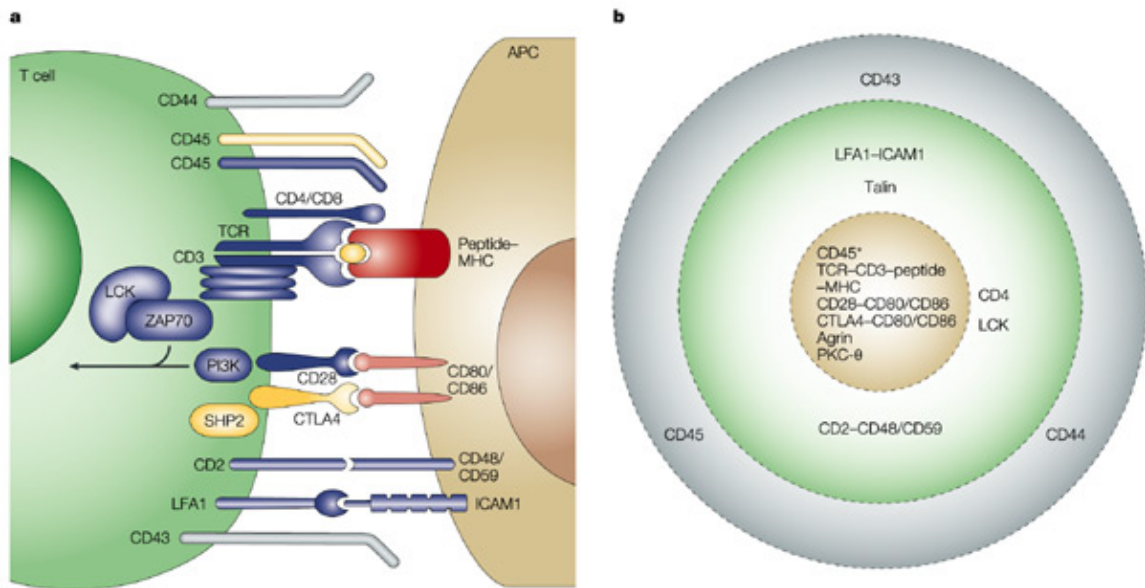 a
T cell
APC
CD44
CD45
CD45
CD4/CD8
TCR
CD3
Peptide–
MHC
LCK
ZAP70
PI3K
CD28
CD80/
CD86
SHP2
CTLA4
CD2
CD48/
CD59
LFA1
ICAM1
CD43
b
CD43
LFA1–ICAM1
Talin
CD45*
TCR–CD3–peptide
–MHC
CD28–CD80/CD86
CTLA4–CD80/CD86
Agrin
PKC-θ
CD4
LCK
CD2–CD48/CD59
CD45
CD44